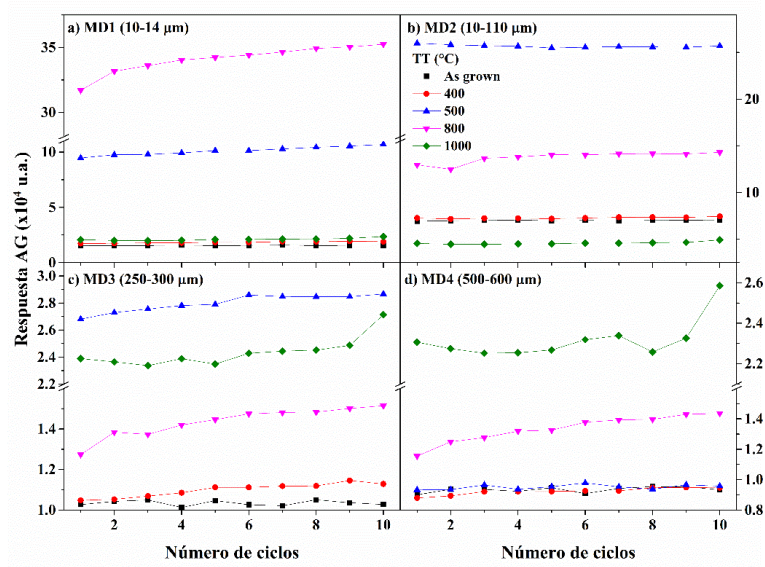 a) MD1 (10-14 μm)
b) MD2 (10-110 μm)
TT (°C)
As grown
400
500
800
1000
35
30
10
5
0
20
10
c) MD3 (250-300 μm)
d) MD4 (500-600 μm)
3.0
2.8
2.6
2.4
2.2
1.4
1.2
1.0
2.6
2.4
2.2
1.4
1.2
1.0
0.8
2 4 6 8 10
2 4 6 8 10
Número de ciclos
Número de ciclos
Respuesta AG (x10⁴ u.a.)